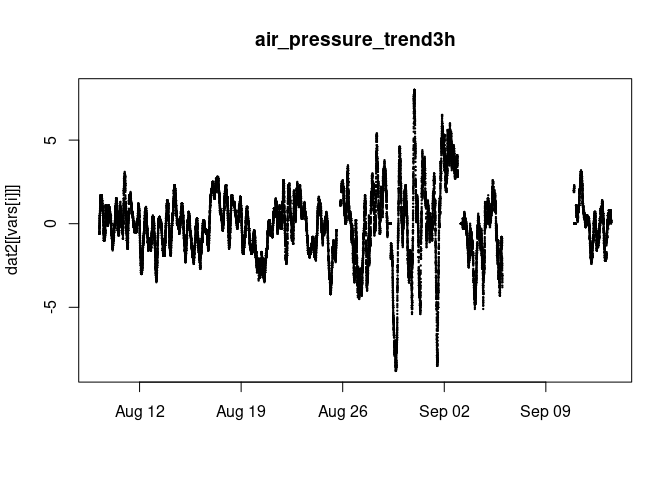 air_pressure_trend3h
dat2[[vars[i]]]
5
0
-5
Aug 12
Aug 19
Aug 26
Sep 02
Sep 09